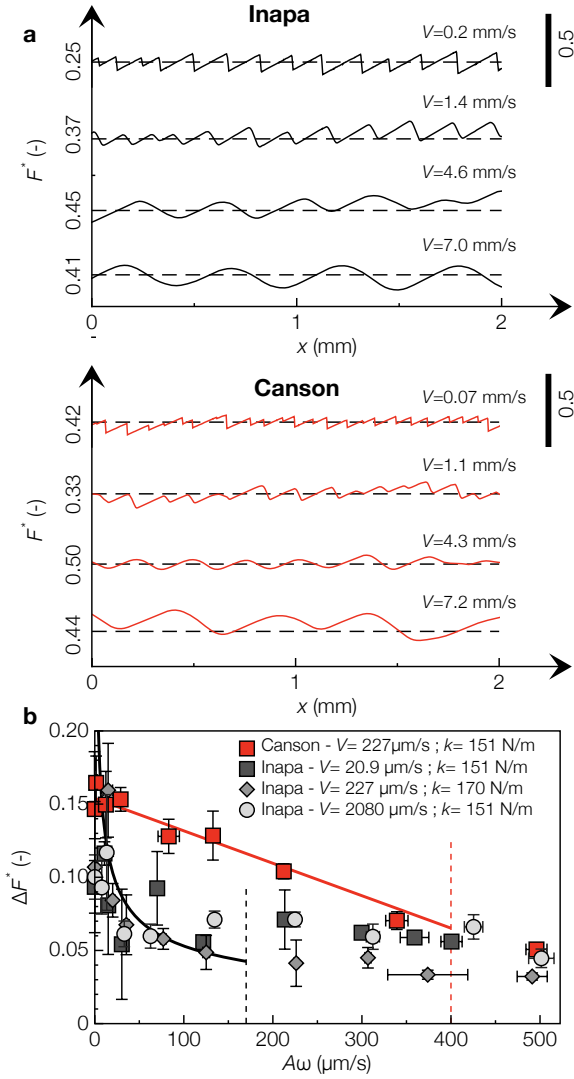 a
Inapa
V=0.2 mm/s
0.5
0.25
V=1.4 mm/s
0.37
F* (-)
V=4.6 mm/s
0.45
V=7.0 mm/s
0.41
0 1 2
x (mm)
Canson
V=0.07 mm/s
0.5
0.42
V=1.1 mm/s
0.33
F* (-)
V=4.3 mm/s
0.50
V=7.2 mm/s
0.44
0 1 2
x (mm)
b
0.20
Canson - V= 227µm/s ; k= 151 N/m
Inapa - V= 20.9 µm/s ; k= 151 N/m
Inapa - V= 227 µm/s ; k= 170 N/m
Inapa - V= 2080 µm/s ; k= 151 N/m
0.15
0.10
ΔF* (-)
0.05
0
0 100 200 300 400 500
Aω (µm/s)